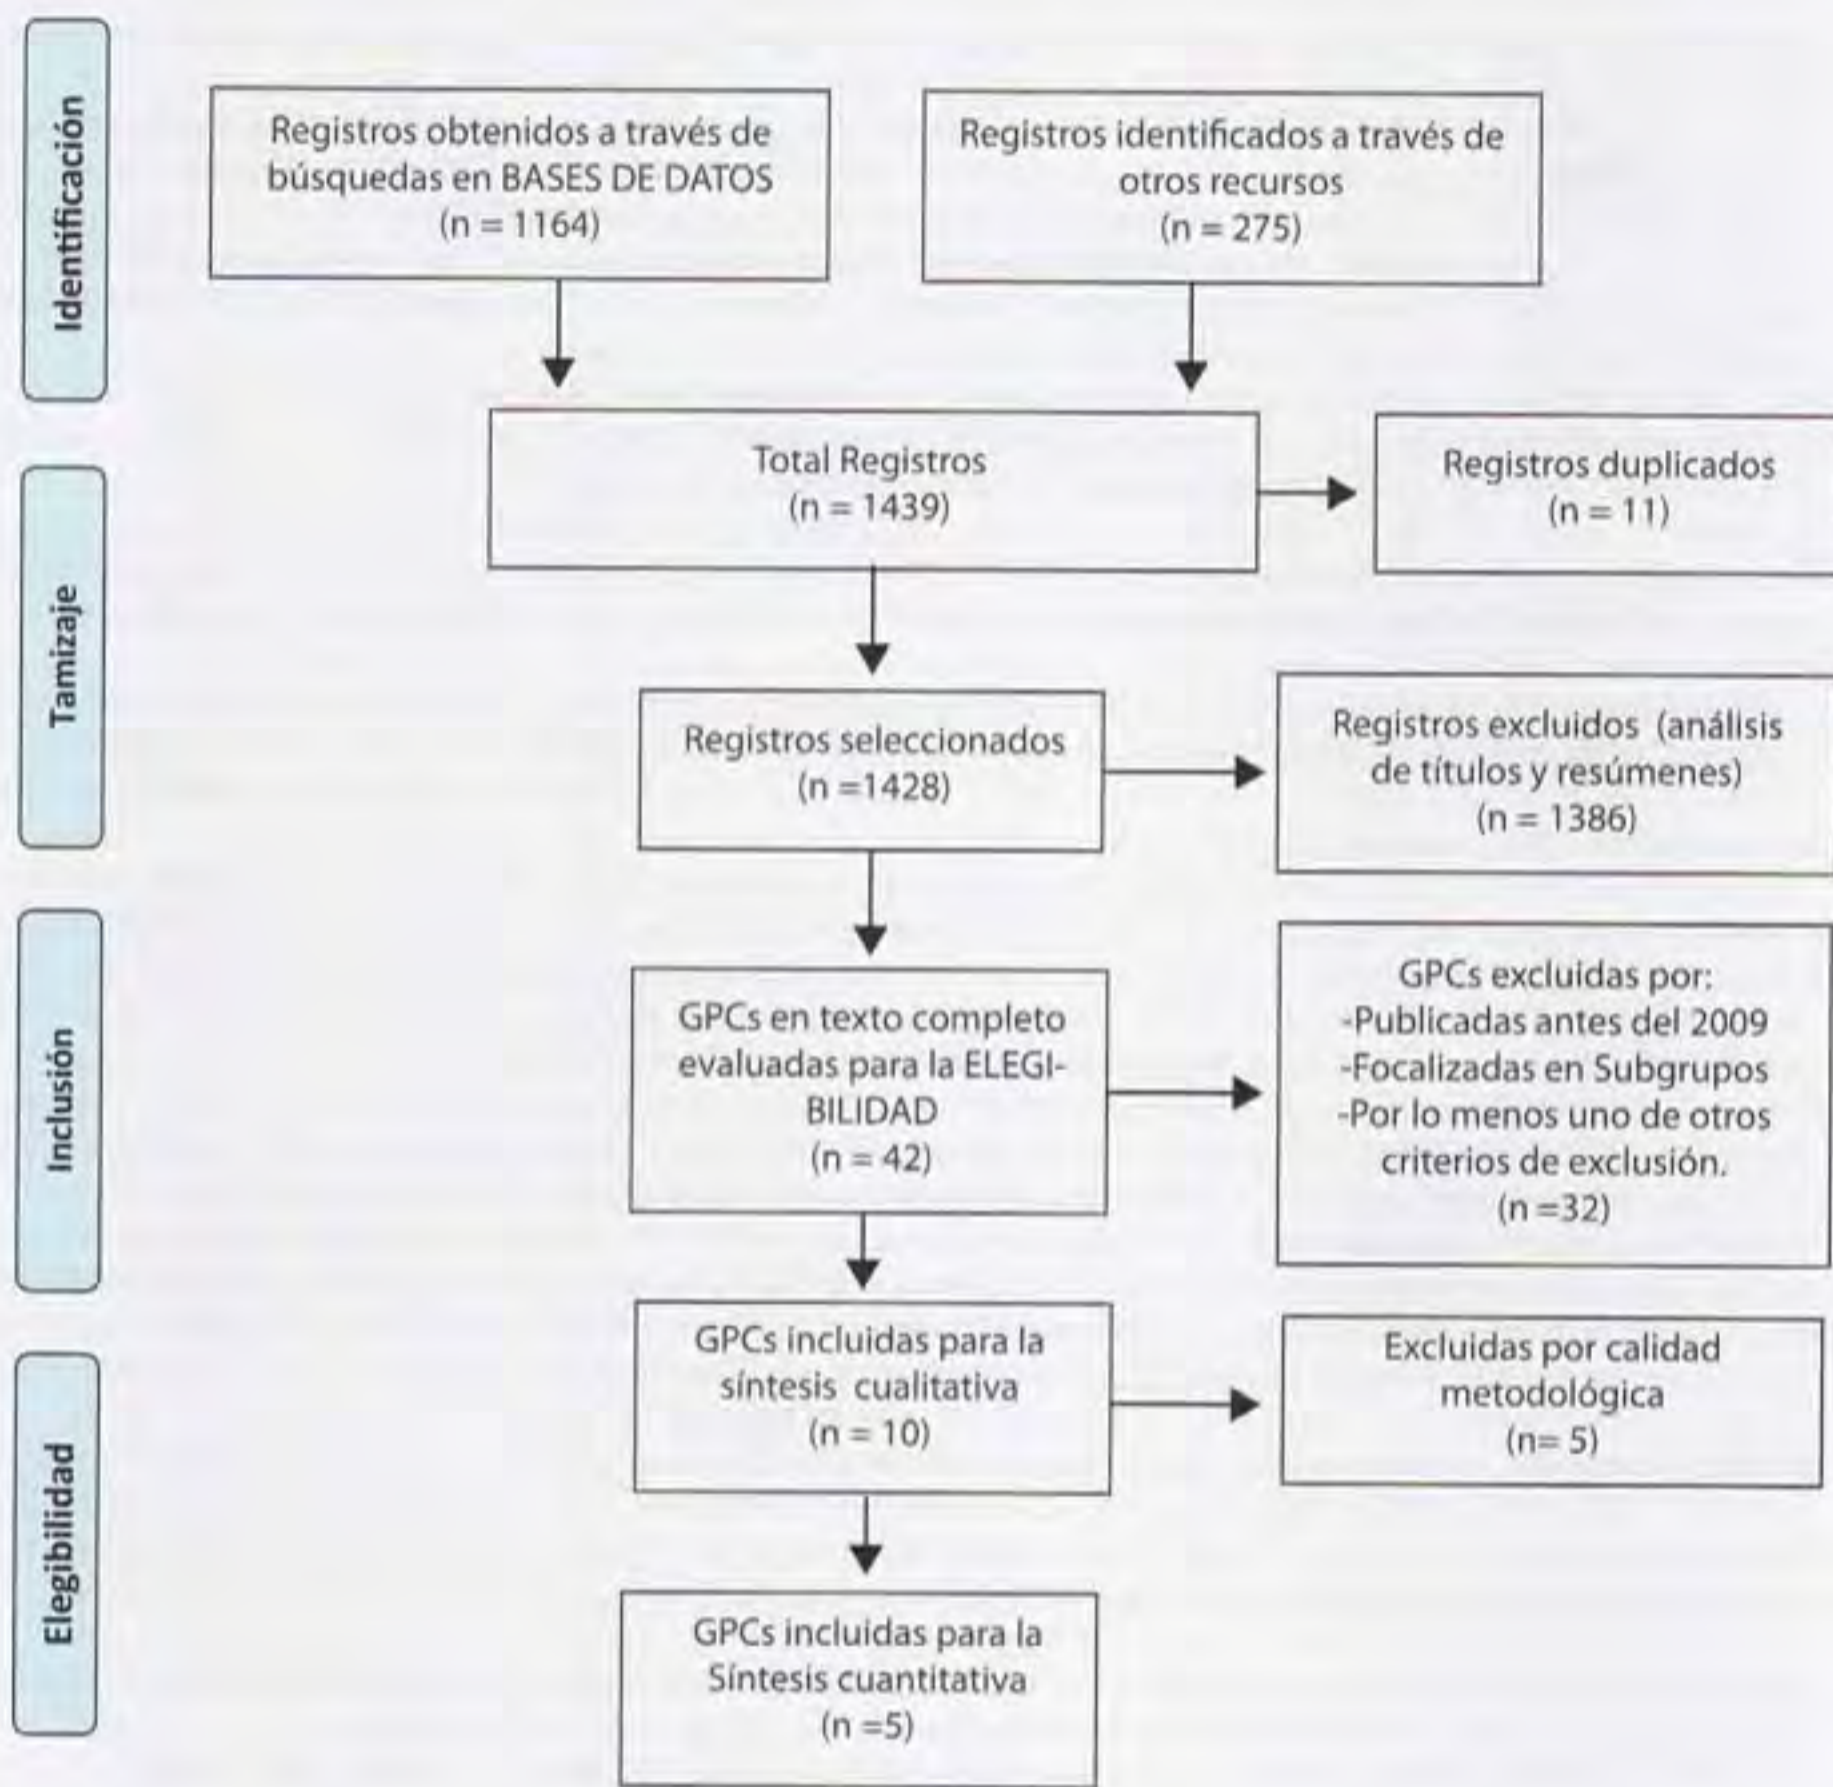 Identificación
Registros obtenidos a través de
búsquedas en BASES DE DATOS
(n = 1164)
Registros identificados a través de
otros recursos
(n = 275)
Total Registros
(n = 1439)
Registros duplicados
(n = 11)
Tamizaje
Registros seleccionados
(n =1428)
Registros excluidos (análisis
de títulos y resúmenes)
(n = 1386)
Inclusión
GPCs en texto completo
evaluadas para la ELEGI-
BILIDAD
(n = 42)
GPCs excluidas por:
-Publicadas antes del 2009
-Focalizadas en Subgrupos
-Por lo menos uno de otros
criterios de exclusión.
(n =32)
GPCs incluidas para la
síntesis cualitativa
(n = 10)
Excluidas por calidad
metodológica
(n= 5)
Elegibilidad
GPCs incluidas para la
Síntesis cuantitativa
(n =5)